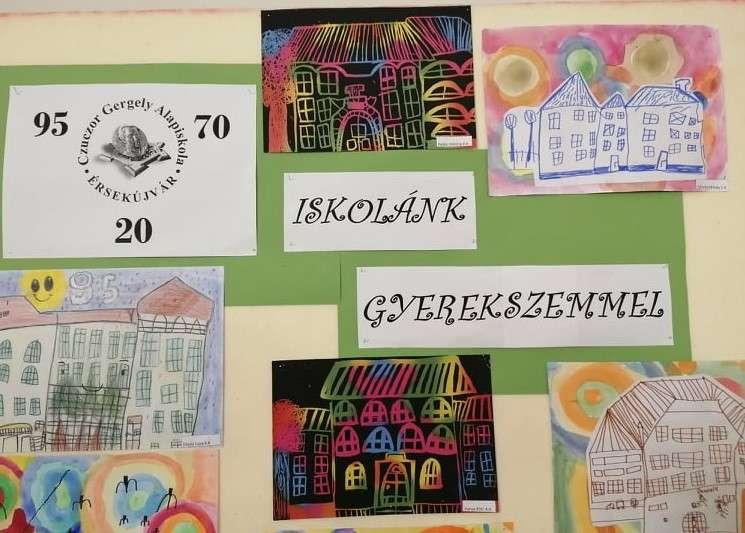 95
70
Czuczor Gergely Alapiskola
• ÉRSEKÚJVÁR •
20
ISKOLÁNK
GYEREKSZEMMEL
95